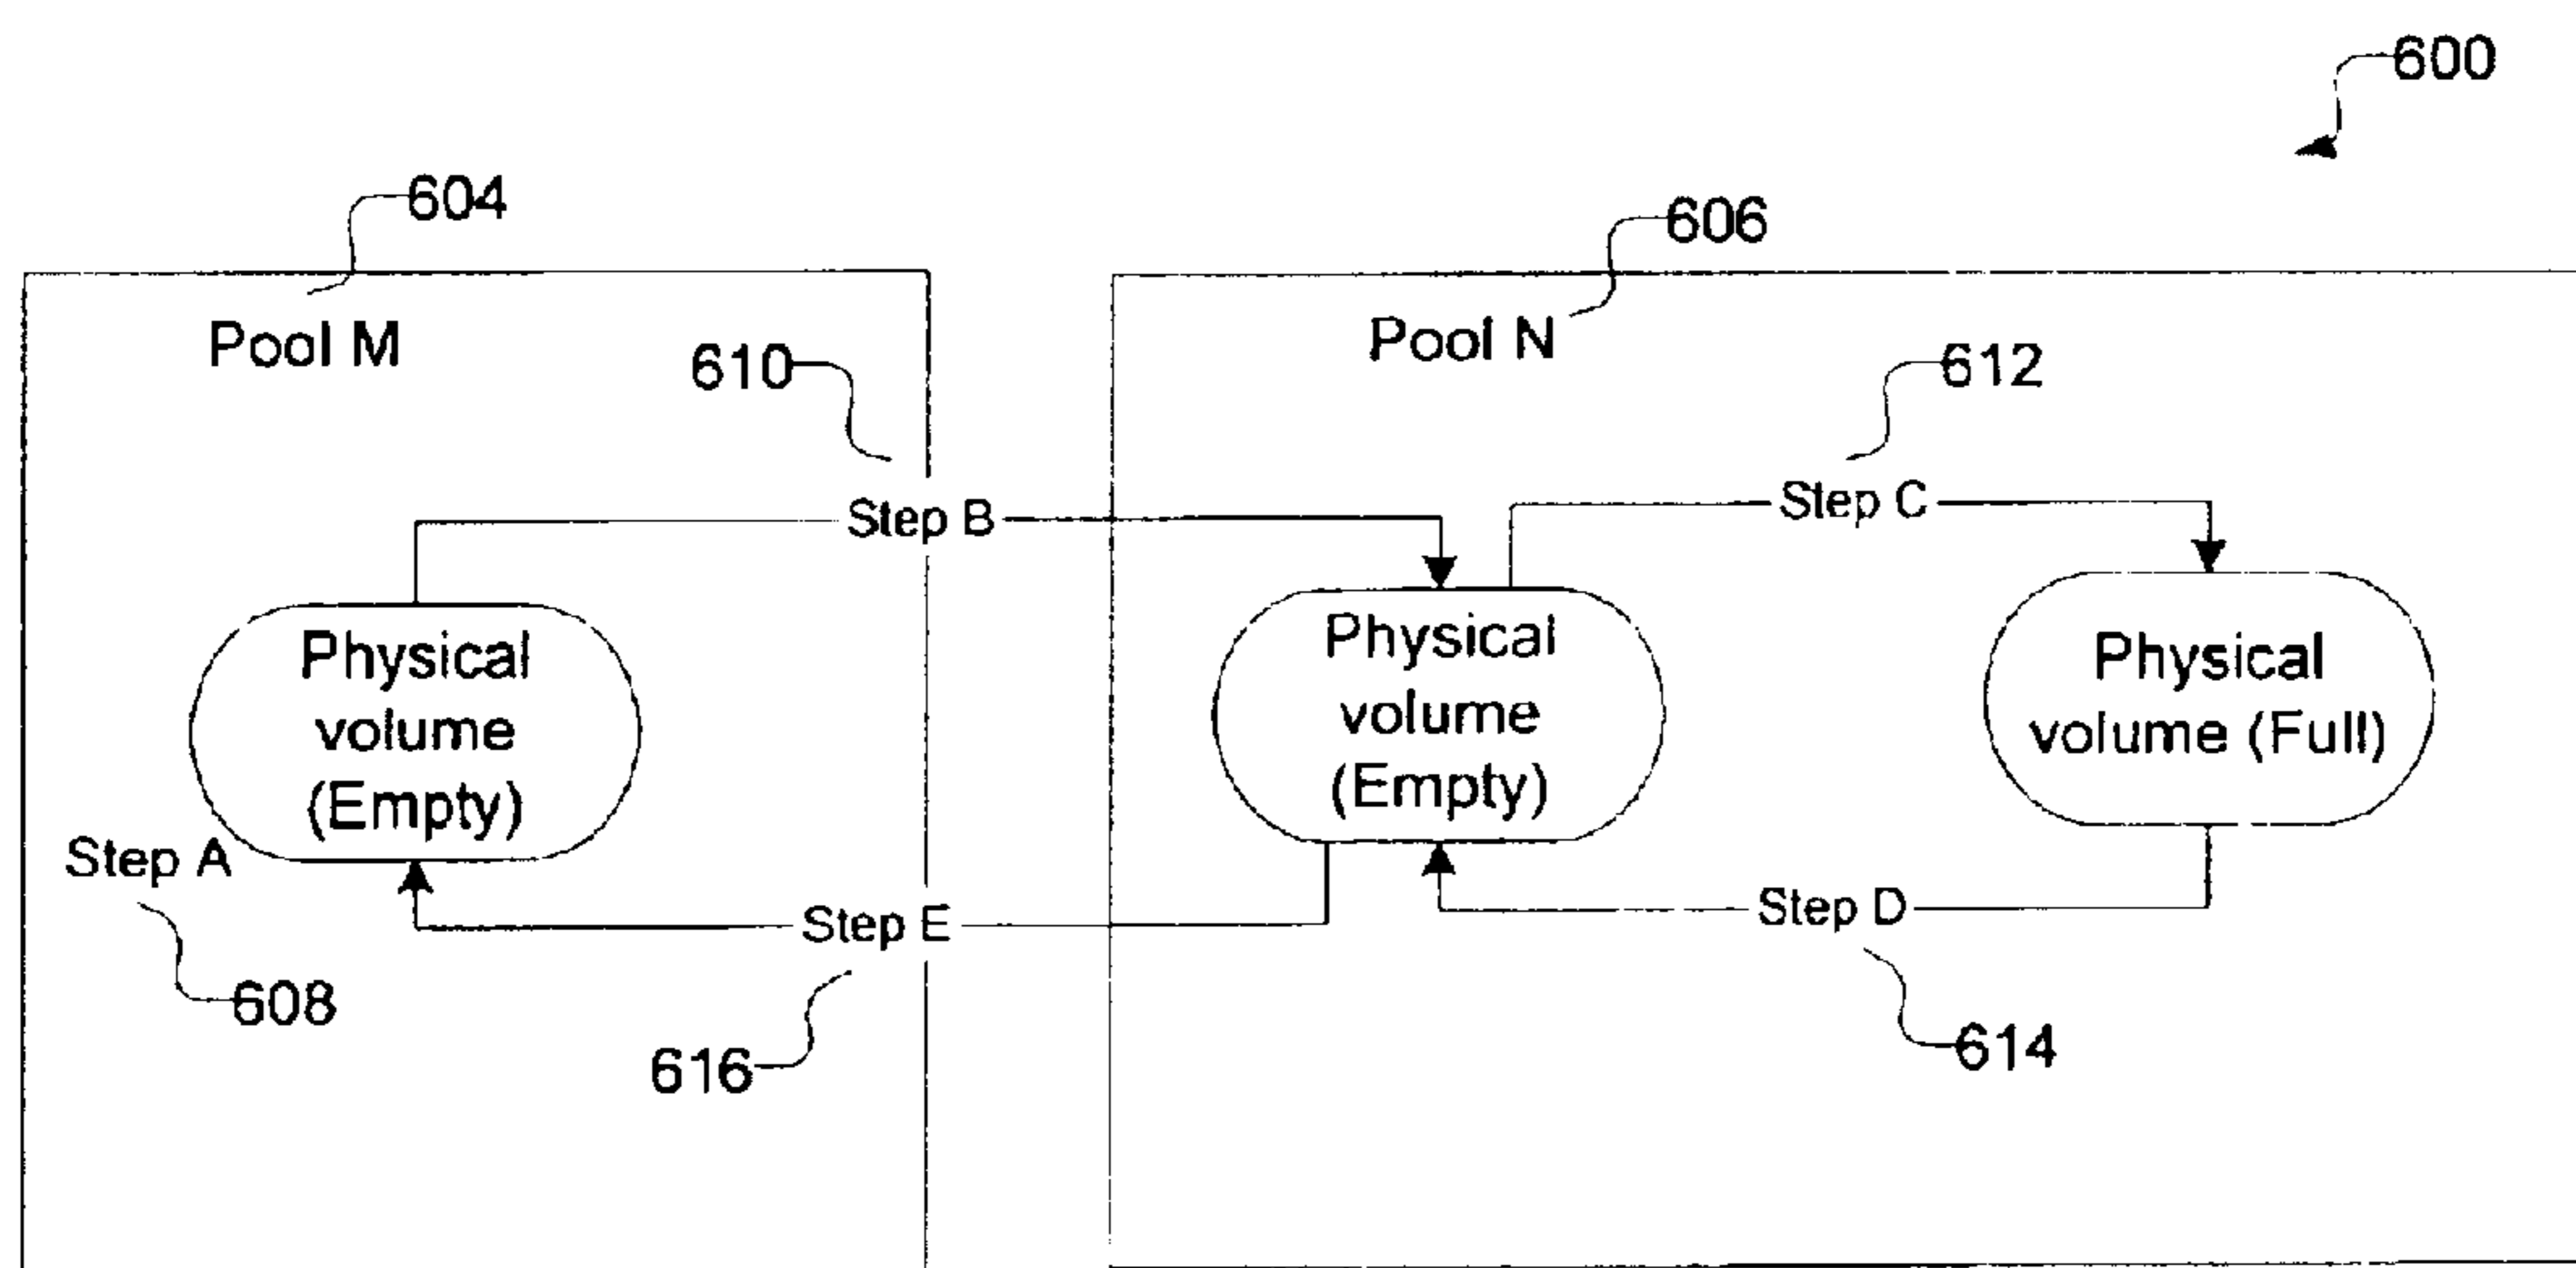 600
604
606
Pool M
Pool N
610
612
Step B
Step C
Physical
volume
(Empty)
Physical
volume
(Empty)
Physical
volume (Full)
Step A
Step E
Step D
608
616
614